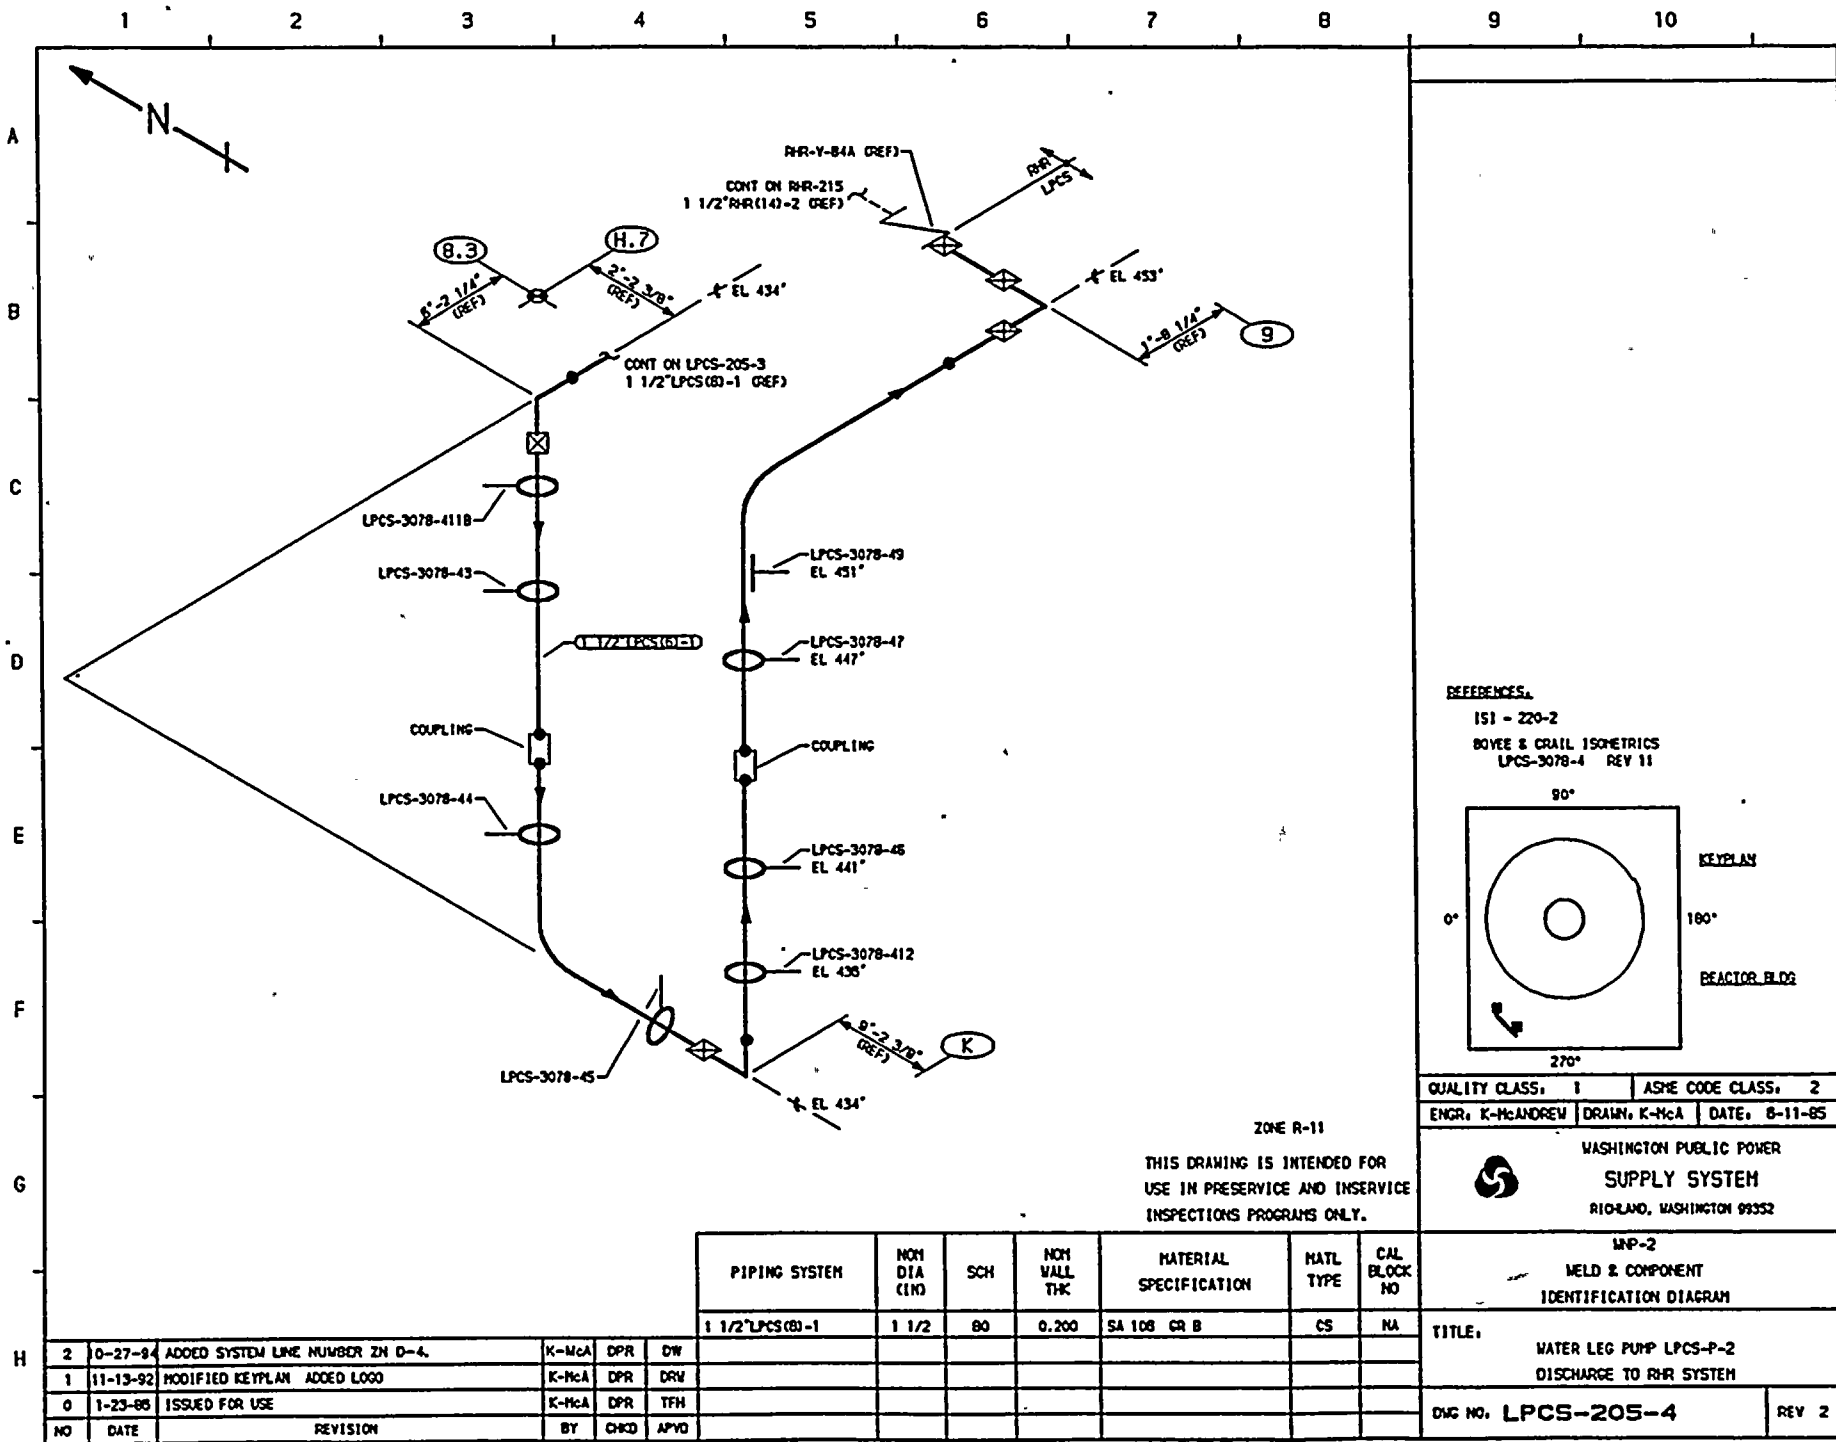 1 2 3 4 5 6 7 8 9 10
A
B
C
D
E
F
G
H
N
RHR-V-84A (REF)
CONT ON RHR-215
1 1/2"RHR(14)-2 (REF)
RHR
LPCS
8.3
H.7
6'-2 1/4"
(REF)
2'-2 3/8"
(REF)
EL 434'
EL 453'
1'-8 1/4"
(REF)
9
CONT ON LPCS-205-3
1 1/2"LPCS(8)-1 (REF)
LPCS-3078-411B
LPCS-3078-43
1 1/2"LPCS(6)-1
COUPLING
LPCS-3078-44
LPCS-3078-45
LPCS-3078-49
EL 451'
LPCS-3078-47
EL 447'
COUPLING
LPCS-3078-46
EL 441'
LPCS-3078-412
EL 436'
9'-2 3/8"
(REF)
K
EL 434'
REFERENCES:
ISI - 220-2
BOVEE & CRAIL ISOMETRICS
LPCS-3078-4 REV 11
90°
KEYPLAN
0°
180°
REACTOR BLDG
270°
ZONE R-11
THIS DRAWING IS INTENDED FOR
USE IN PRESERVICE AND INSERVICE
INSPECTIONS PROGRAMS ONLY.
QUALITY CLASS: 1 ASME CODE CLASS: 2
ENGR: K-McANDREW DRAWN: K-McA DATE: 6-11-85
WASHINGTON PUBLIC POWER
SUPPLY SYSTEM
RICHLAND, WASHINGTON 99352
WNP-2
WELD & COMPONENT
IDENTIFICATION DIAGRAM
TITLE:
WATER LEG PUMP LPCS-P-2
DISCHARGE TO RHR SYSTEM
DWG NO: LPCS-205-4 REV 2
PIPING SYSTEM NOM DIA (IN) SCH NOM WALL THK MATERIAL SPECIFICATION MATL TYPE CAL BLOCK NO
1 1/2"LPCS(8)-1 1 1/2 80 0.200 SA 106 GR B CS NA
2 10-27-94 ADDED SYSTEM LINE NUMBER ZN D-4. K-McA DPR DW
1 11-13-92 MODIFIED KEYPLAN ADDED LOGO K-McA DPR DRW
0 1-23-86 ISSUED FOR USE K-McA DPR TFH
NO DATE REVISION BY CHKD APVD